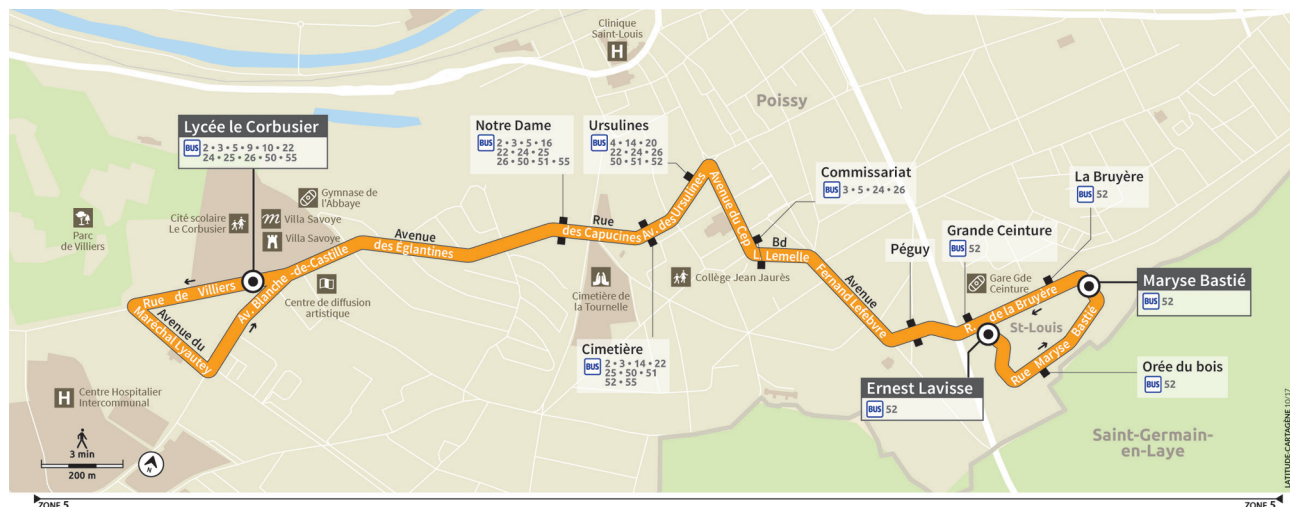 Clinique
Saint-Louis
H
Poissy
Lycée le Corbusier
BUS 2 • 3 • 5 • 9 • 10 • 22
24 • 25 • 26 • 50 • 55
Notre Dame
BUS 2 • 3 • 5 • 16
22 • 24 • 25
26 • 50 • 51 • 55
Ursulines
BUS 4 • 14 • 20
22 • 24 • 26
50 • 51 • 52
Commissariat
BUS 3 • 5 • 24 • 26
La Bruyère
BUS 52
Gymnase de
l'Abbaye
Cité scolaire
Le Corbusier
m Villa Savoye
Villa Savoye
Parc
de Villiers
Avenue
des Églantines
Rue
des Capucines
Av. des Ursulines
Avenue du Cep
Bd
L. Lemelle
Avenue
Fernand Lefebvre
Péguy
Grande Ceinture
BUS 52
Gare Gde
Ceinture
R. de la Bruyère
Maryse Bastié
BUS 52
St-Louis
Rue Maryse Bastie
Rue de Villiers
Av. Blanche-de-Castille
Avenue du
Maréchal Lyautey
Centre de diffusion
artistique
Cimetière de
la Tournelle
Collège Jean Jaurès
Cimetière
BUS 2 • 3 • 14 • 22
25 • 50 • 51
52 • 55
Ernest Lavisse
BUS 52
Orée du bois
BUS 52
H
Centre Hospitalier
Intercommunal
Saint-Germain-
en-Laye
3 min
200 m
N
LATITUDE-CARTAGÈNE 10/17
ZONE 5
ZONE 5